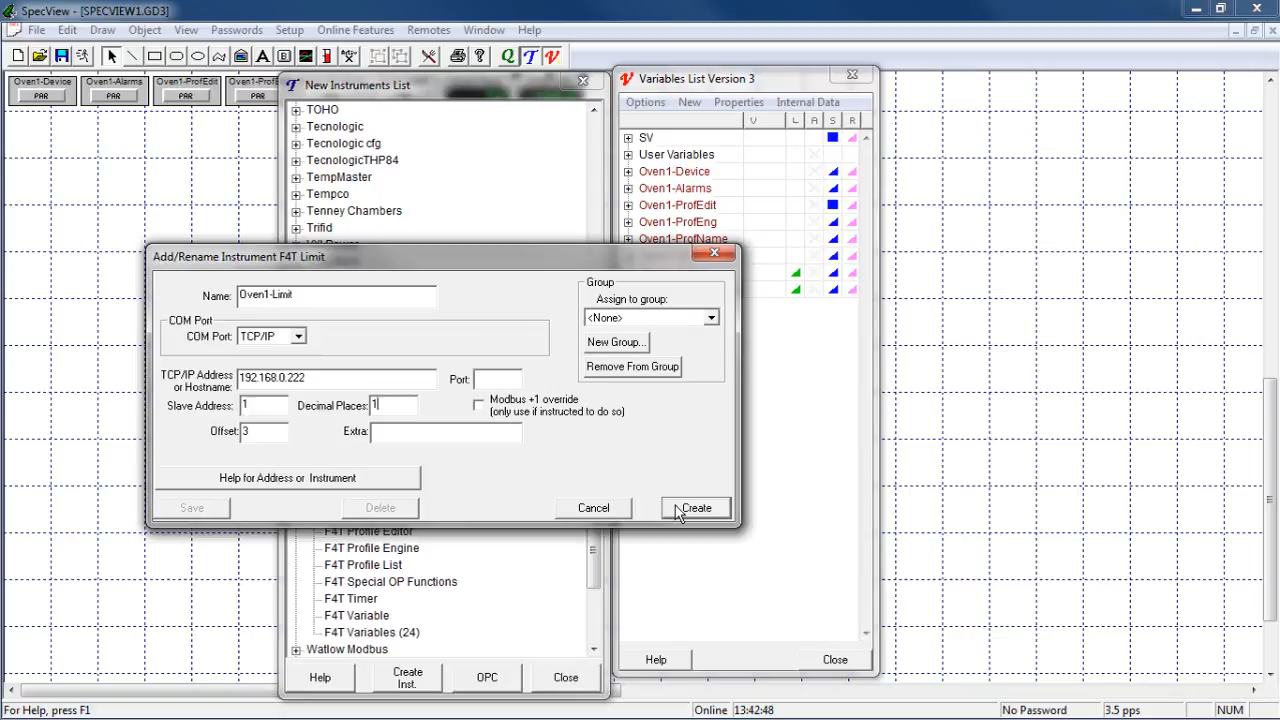 SpecView - [SPECVIEW1.GD3]
File Edit Draw Object View Passwords Setup Online Features Remotes Window Help
Oven1-Device Oven1-Alarms Oven1-ProfEdit
PAR PAR PAR PAR
New Instruments List
TOHO
Tecnologic
Tecnologic cfg
TecnologicTHP84
TempMaster
Tempco
Tenney Chambers
Trifid
Variables List Version 3
Options New Properties Internal Data
V L A S R
SV
User Variables
Oven1-Device
Oven1-Alarms
Oven1-ProfEdit
Oven1-ProfEng
Oven1-ProfName
Add/Rename Instrument F4T Limit
Name: Oven1-Limit
COM Port
COM Port: TCP/IP
TCP/IP Address
or Hostname: 192.168.0.222 Port:
Slave Address: 1 Decimal Places: 1
Offset: 3 Extra:
Group
Assign to group:
<None>
New Group...
Remove From Group
Modbus +1 override
(only use if instructed to do so)
Help for Address or Instrument
Save Delete Cancel Create
F4T Profile Editor
F4T Profile Engine
F4T Profile List
F4T Special OP Functions
F4T Timer
F4T Variable
F4T Variables (24)
Watlow Modbus
Help Create Inst. OPC Close
Help Close
For Help, press F1 Online 13:42:48 No Password 3.5 pps NUM